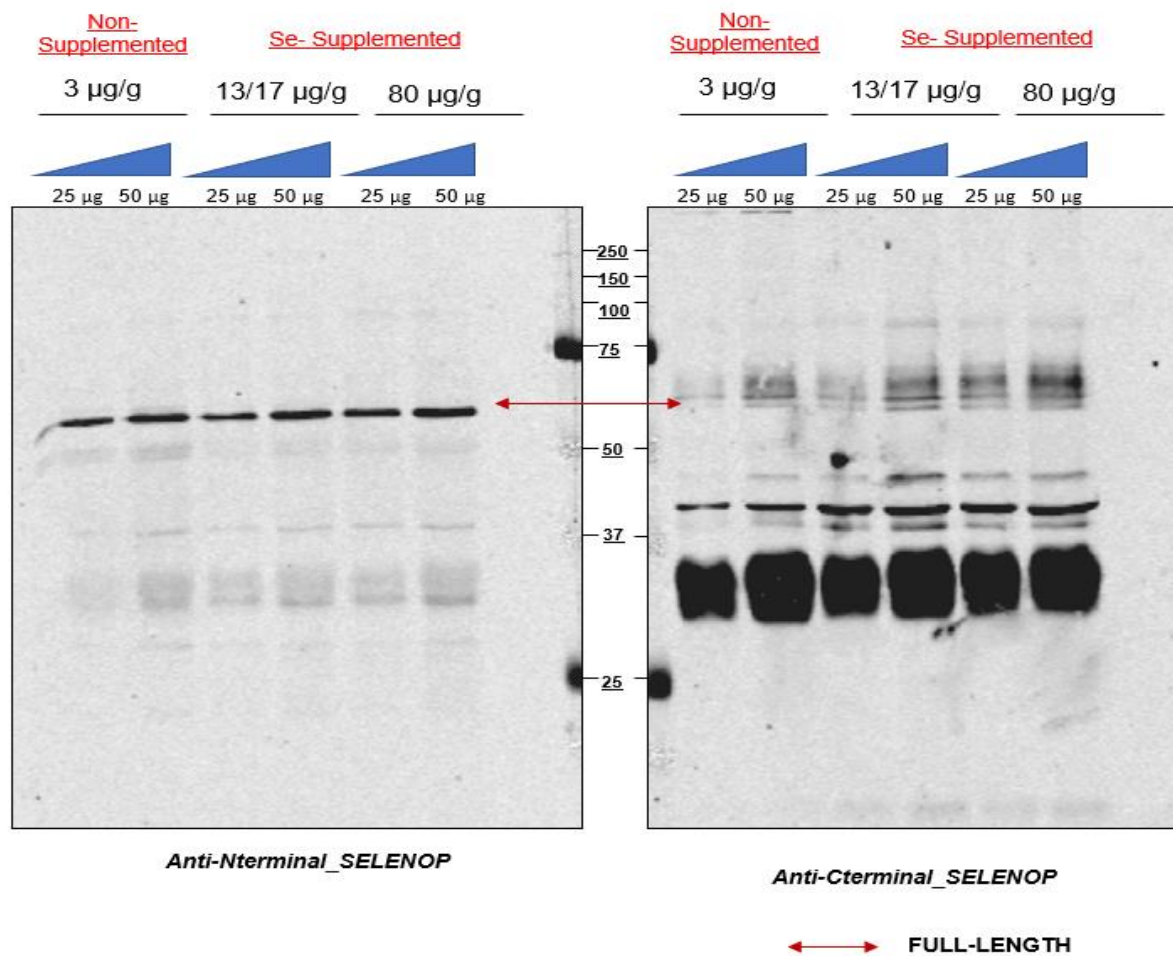 Non-
Supplemented
Se- Supplemented
3 µg/g
13/17 µg/g
80 µg/g
25 µg
50 µg
25 µg
50 µg
25 µg
50 µg
Non-
Supplemented
Se- Supplemented
3 µg/g
13/17 µg/g
80 µg/g
25 µg
50 µg
25 µg
50 µg
25 µg
50 µg
250
150
100
75
50
37
25
Anti-Nterminal_SELENOP
Anti-Cterminal_SELENOP
FULL-LENGTH